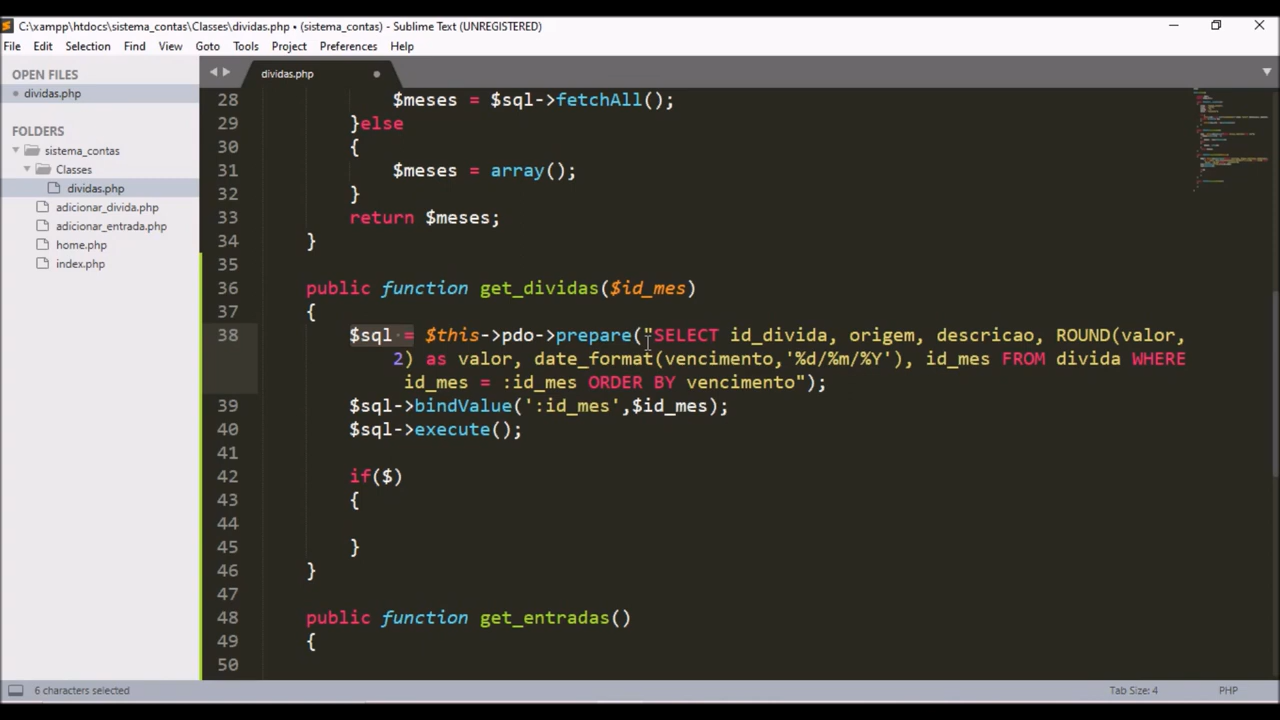 C:\xampp\htdocs\sistema_contas\Classes\dividas.php • (sistema_contas) - Sublime Text (UNREGISTERED)
File Edit Selection View Goto Tools Project Preferences Help
OPEN FILES
dividas.php
FOLDERS
sistema_contas
Classes
dividas.php
adicionar_divida.php
adicionar_entrada.php
home.php
index.php
dividas.php
28 $meses = $sql->fetchAll();
29 }else
30 {
31 $meses = array();
32 }
33 return $meses;
34 }
35
36 public function get_dividas($id_mes)
37 {
38 $sql = $this->pdo->prepare("SELECT id_divida, origem, descricao, ROUND(valor,
2) as valor, date_format(vencimento,'%d/%m/%Y'), id_mes FROM divida WHERE
id_mes = :id_mes ORDER BY vencimento");
39 $sql->bindValue(':id_mes',$id_mes);
40 $sql->execute();
41
42 if($)
43 {
44
45 }
46 }
47
48 public function get_entradas()
49 {
50
6 characters selected
Tab Size: 4
PHP